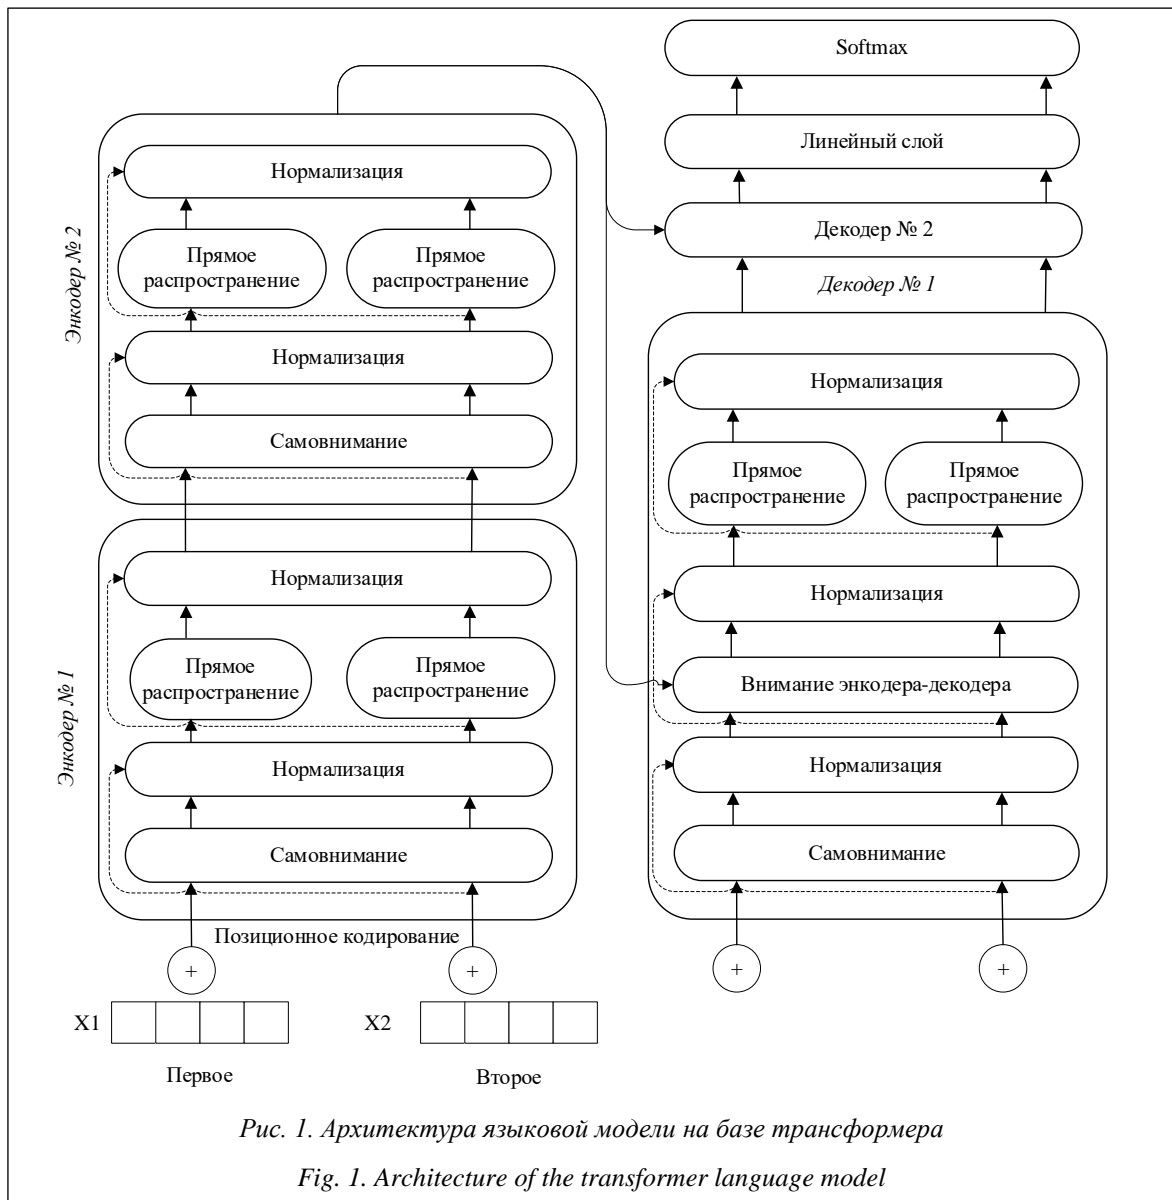 Softmax
Линейный слой
Декодер № 2
Декодер № 1
Нормализация
Прямое
распространение
Прямое
распространение
Нормализация
Внимание энкодера-декодера
Нормализация
Самовнимание
+
+
Энкодер № 2
Нормализация
Прямое
распространение
Прямое
распространение
Нормализация
Самовнимание
Энкодер № 1
Нормализация
Прямое
распространение
Прямое
распространение
Нормализация
Самовнимание
Позиционное кодирование
+
+
X1
X2
Первое
Второе
Рис. 1. Архитектура языковой модели на базе трансформера
Fig. 1. Architecture of the transformer language model